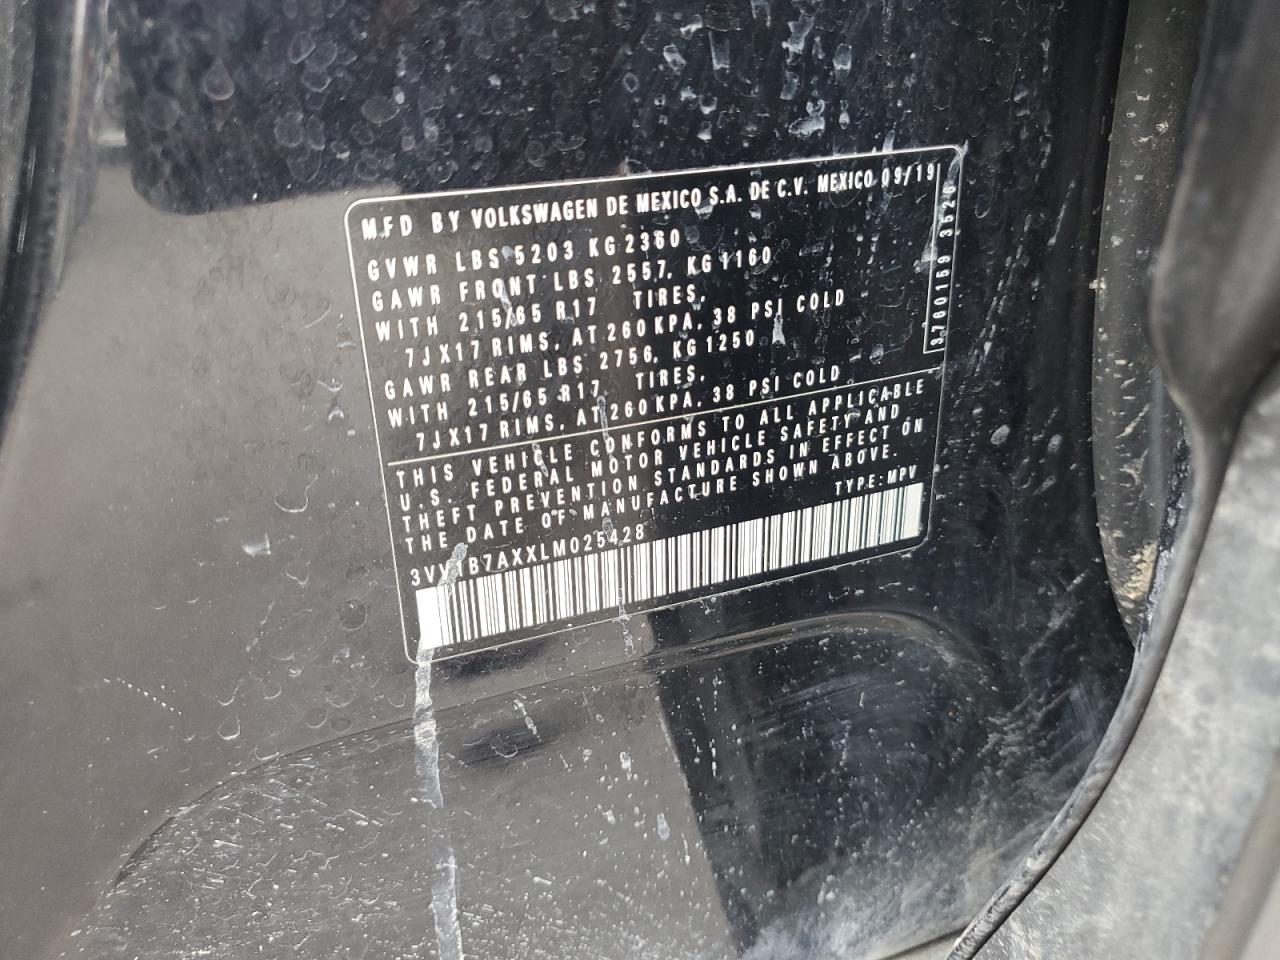 MFD BY VOLKSWAGEN DE MEXICO S.A. DE C.V. MEXICO 09/19
GVWR LBS 5203 KG 2360
GAWR FRONT LBS 2557, KG 1160
WITH 215/65 R17 TIRES,
7JX17 RIMS, AT 260 KPA, 38 PSI COLD
GAWR REAR LBS 2756, KG 1250
WITH 215/65 R17 TIRES,
7JX17 RIMS, AT 260 KPA, 38 PSI COLD
THIS VEHICLE CONFORMS TO ALL APPLICABLE
U.S. FEDERAL MOTOR VEHICLE SAFETY AND
THEFT PREVENTION STANDARDS IN EFFECT ON
THE DATE OF MANUFACTURE SHOWN ABOVE.
TYPE: MPV
3VV1B7AXXLM025428
3760159 3526